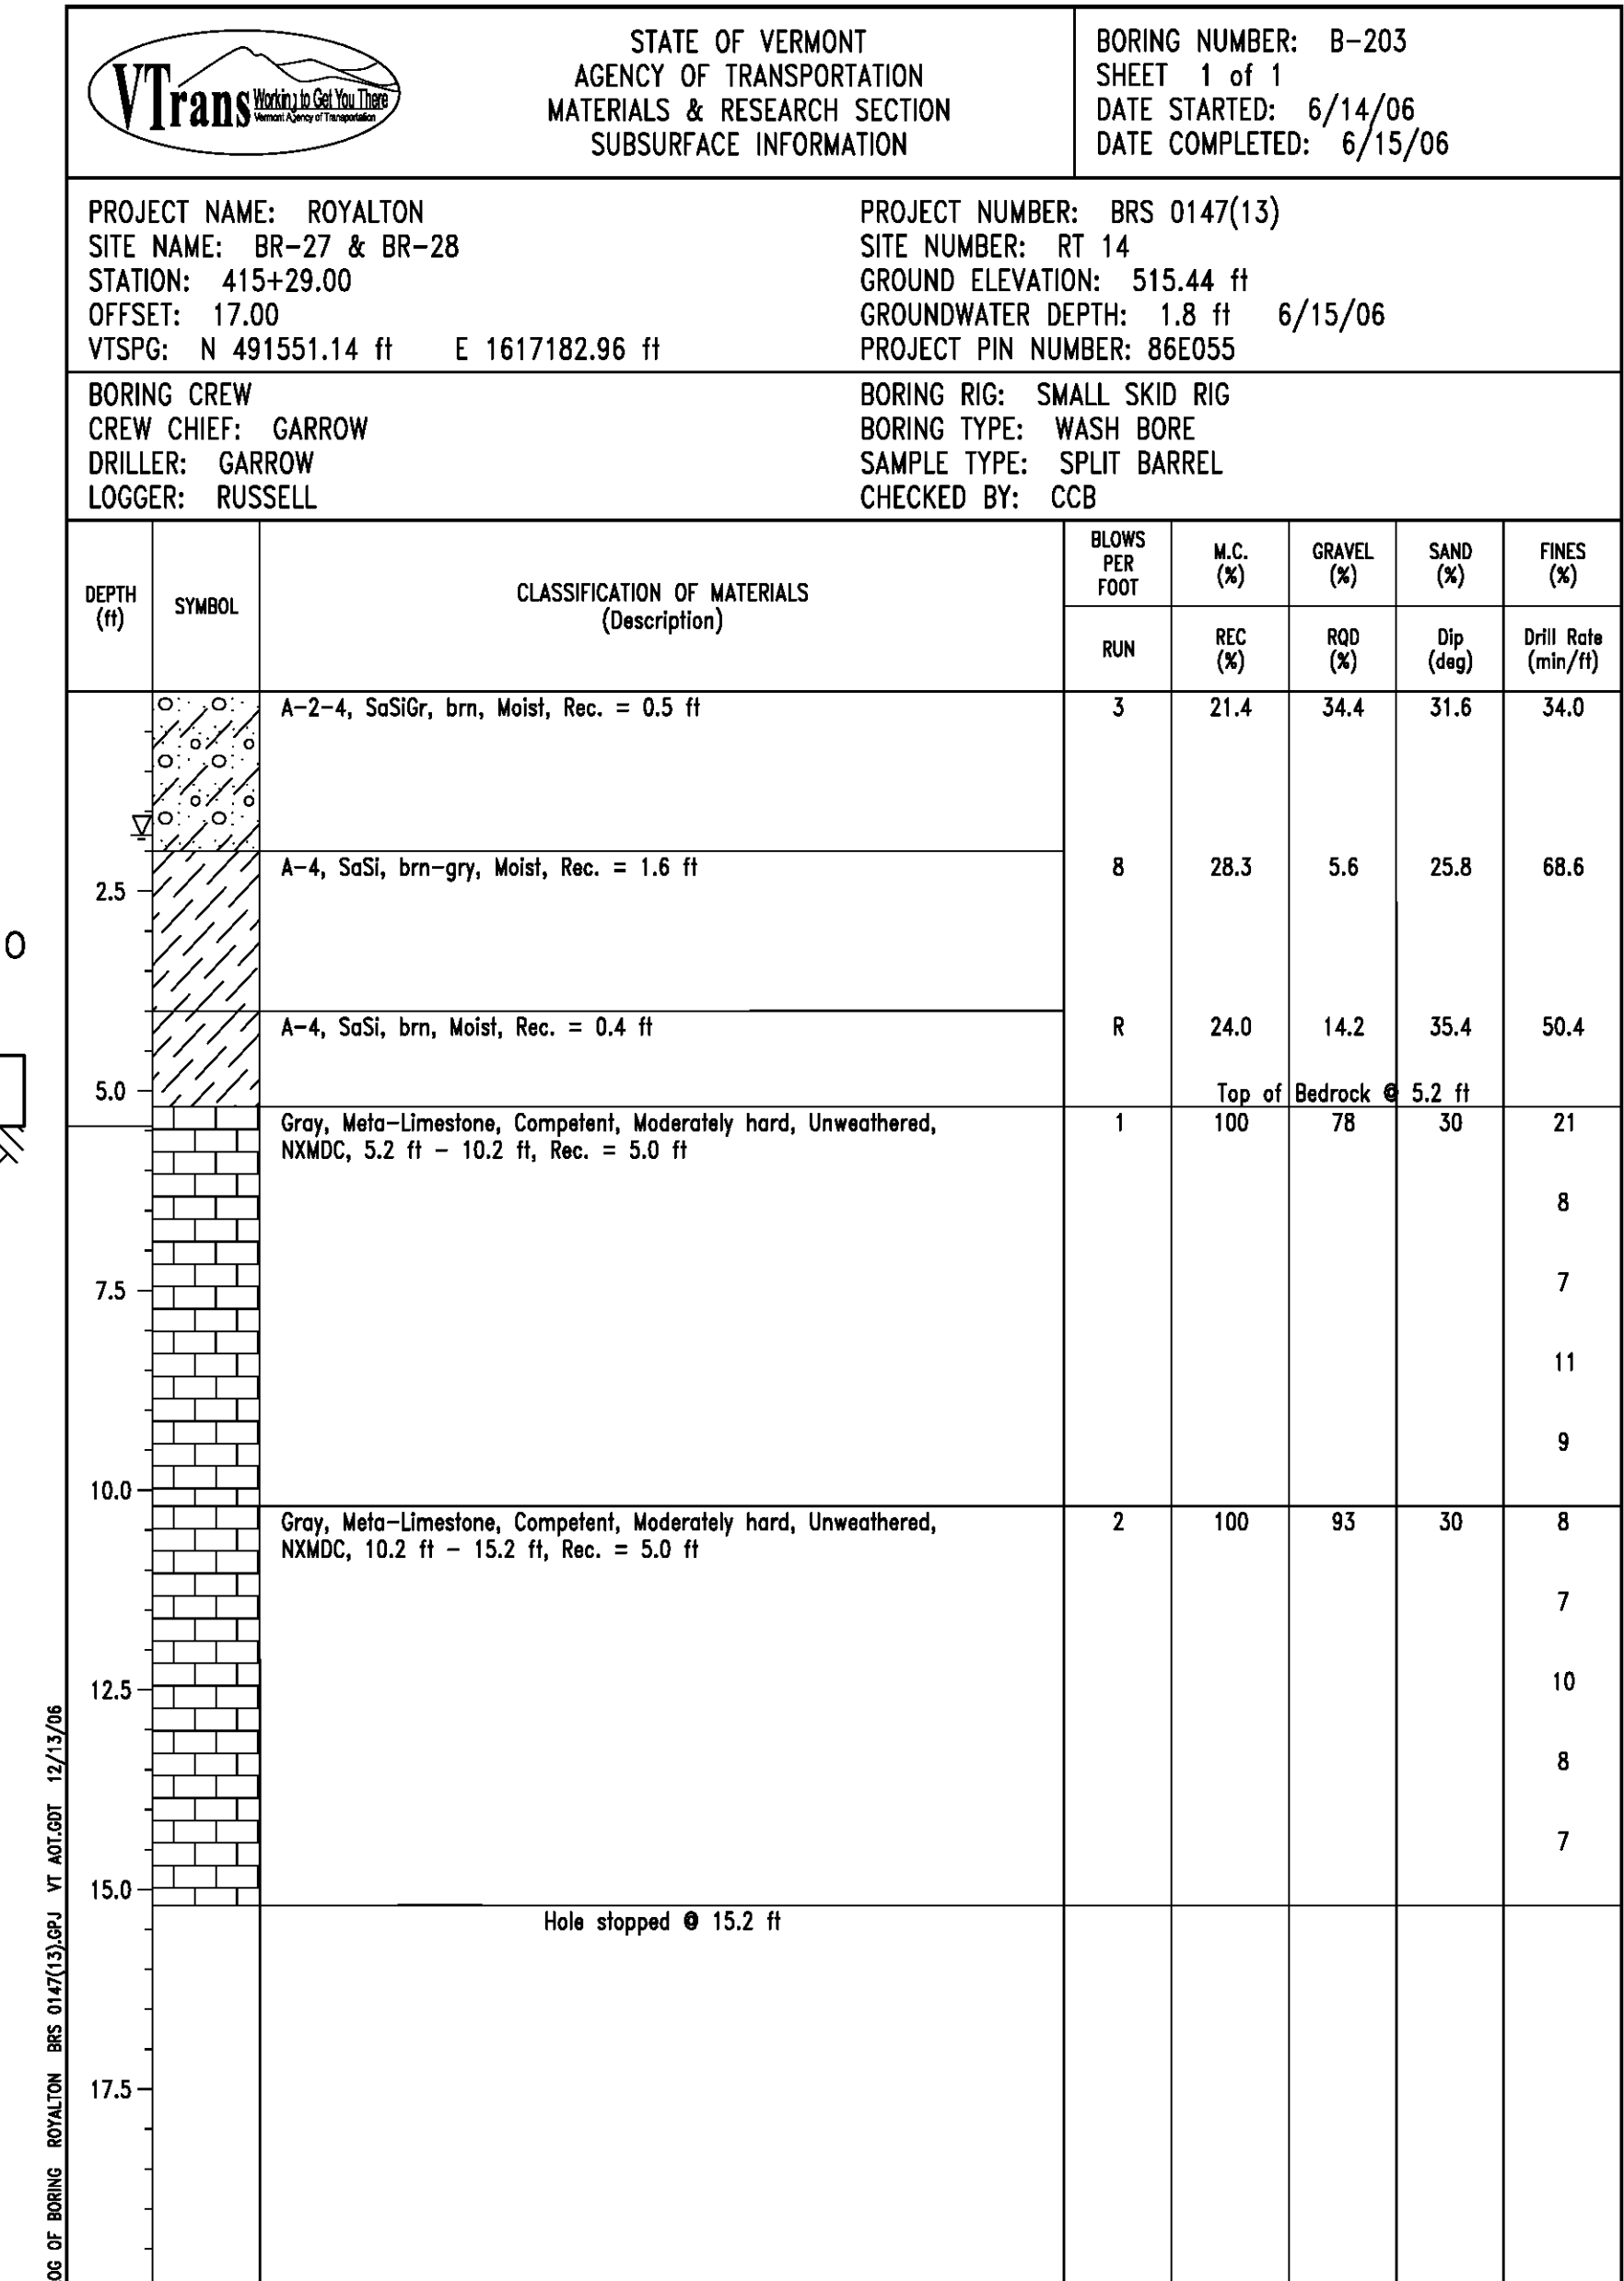 VTrans Working to Get You There
Vermont Agency of Transportation
STATE OF VERMONT
AGENCY OF TRANSPORTATION
MATERIALS & RESEARCH SECTION
SUBSURFACE INFORMATION
BORING NUMBER: B-203
SHEET 1 of 1
DATE STARTED: 6/14/06
DATE COMPLETED: 6/15/06
PROJECT NAME: ROYALTON
SITE NAME: BR-27 & BR-28
STATION: 415+29.00
OFFSET: 17.00
VTSPG: N 491551.14 ft E 1617182.96 ft
PROJECT NUMBER: BRS 0147(13)
SITE NUMBER: RT 14
GROUND ELEVATION: 515.44 ft
GROUNDWATER DEPTH: 1.8 ft 6/15/06
PROJECT PIN NUMBER: 86E055
BORING CREW
CREW CHIEF: GARROW
DRILLER: GARROW
LOGGER: RUSSELL
BORING RIG: SMALL SKID RIG
BORING TYPE: WASH BORE
SAMPLE TYPE: SPLIT BARREL
CHECKED BY: CCB
DEPTH
(ft)
SYMBOL
CLASSIFICATION OF MATERIALS
(Description)
BLOWS
PER
FOOT
M.C.
(%)
GRAVEL
(%)
SAND
(%)
FINES
(%)
RUN
REC
(%)
RQD
(%)
Dip
(deg)
Drill Rate
(min/ft)
A-2-4, SaSiGr, brn, Moist, Rec. = 0.5 ft 3 21.4 34.4 31.6 34.0
A-4, SaSi, brn-gry, Moist, Rec. = 1.6 ft 8 28.3 5.6 25.8 68.6
2.5
O
A-4, SaSi, brn, Moist, Rec. = 0.4 ft R 24.0 14.2 35.4 50.4
5.0 Top of Bedrock @ 5.2 ft
Gray, Meta-Limestone, Competent, Moderately hard, Unweathered, 1 100 78 30 21
NXMDC, 5.2 ft - 10.2 ft, Rec. = 5.0 ft
8
7.5 7
11
9
10.0
Gray, Meta-Limestone, Competent, Moderately hard, Unweathered, 2 100 93 30 8
NXMDC, 10.2 ft - 15.2 ft, Rec. = 5.0 ft
7
12.5 10
8
7
15.0
Hole stopped @ 15.2 ft
17.5
OG OF BORING ROYALTON BRS 0147(13).GPJ VT AOT.GDT 12/13/06